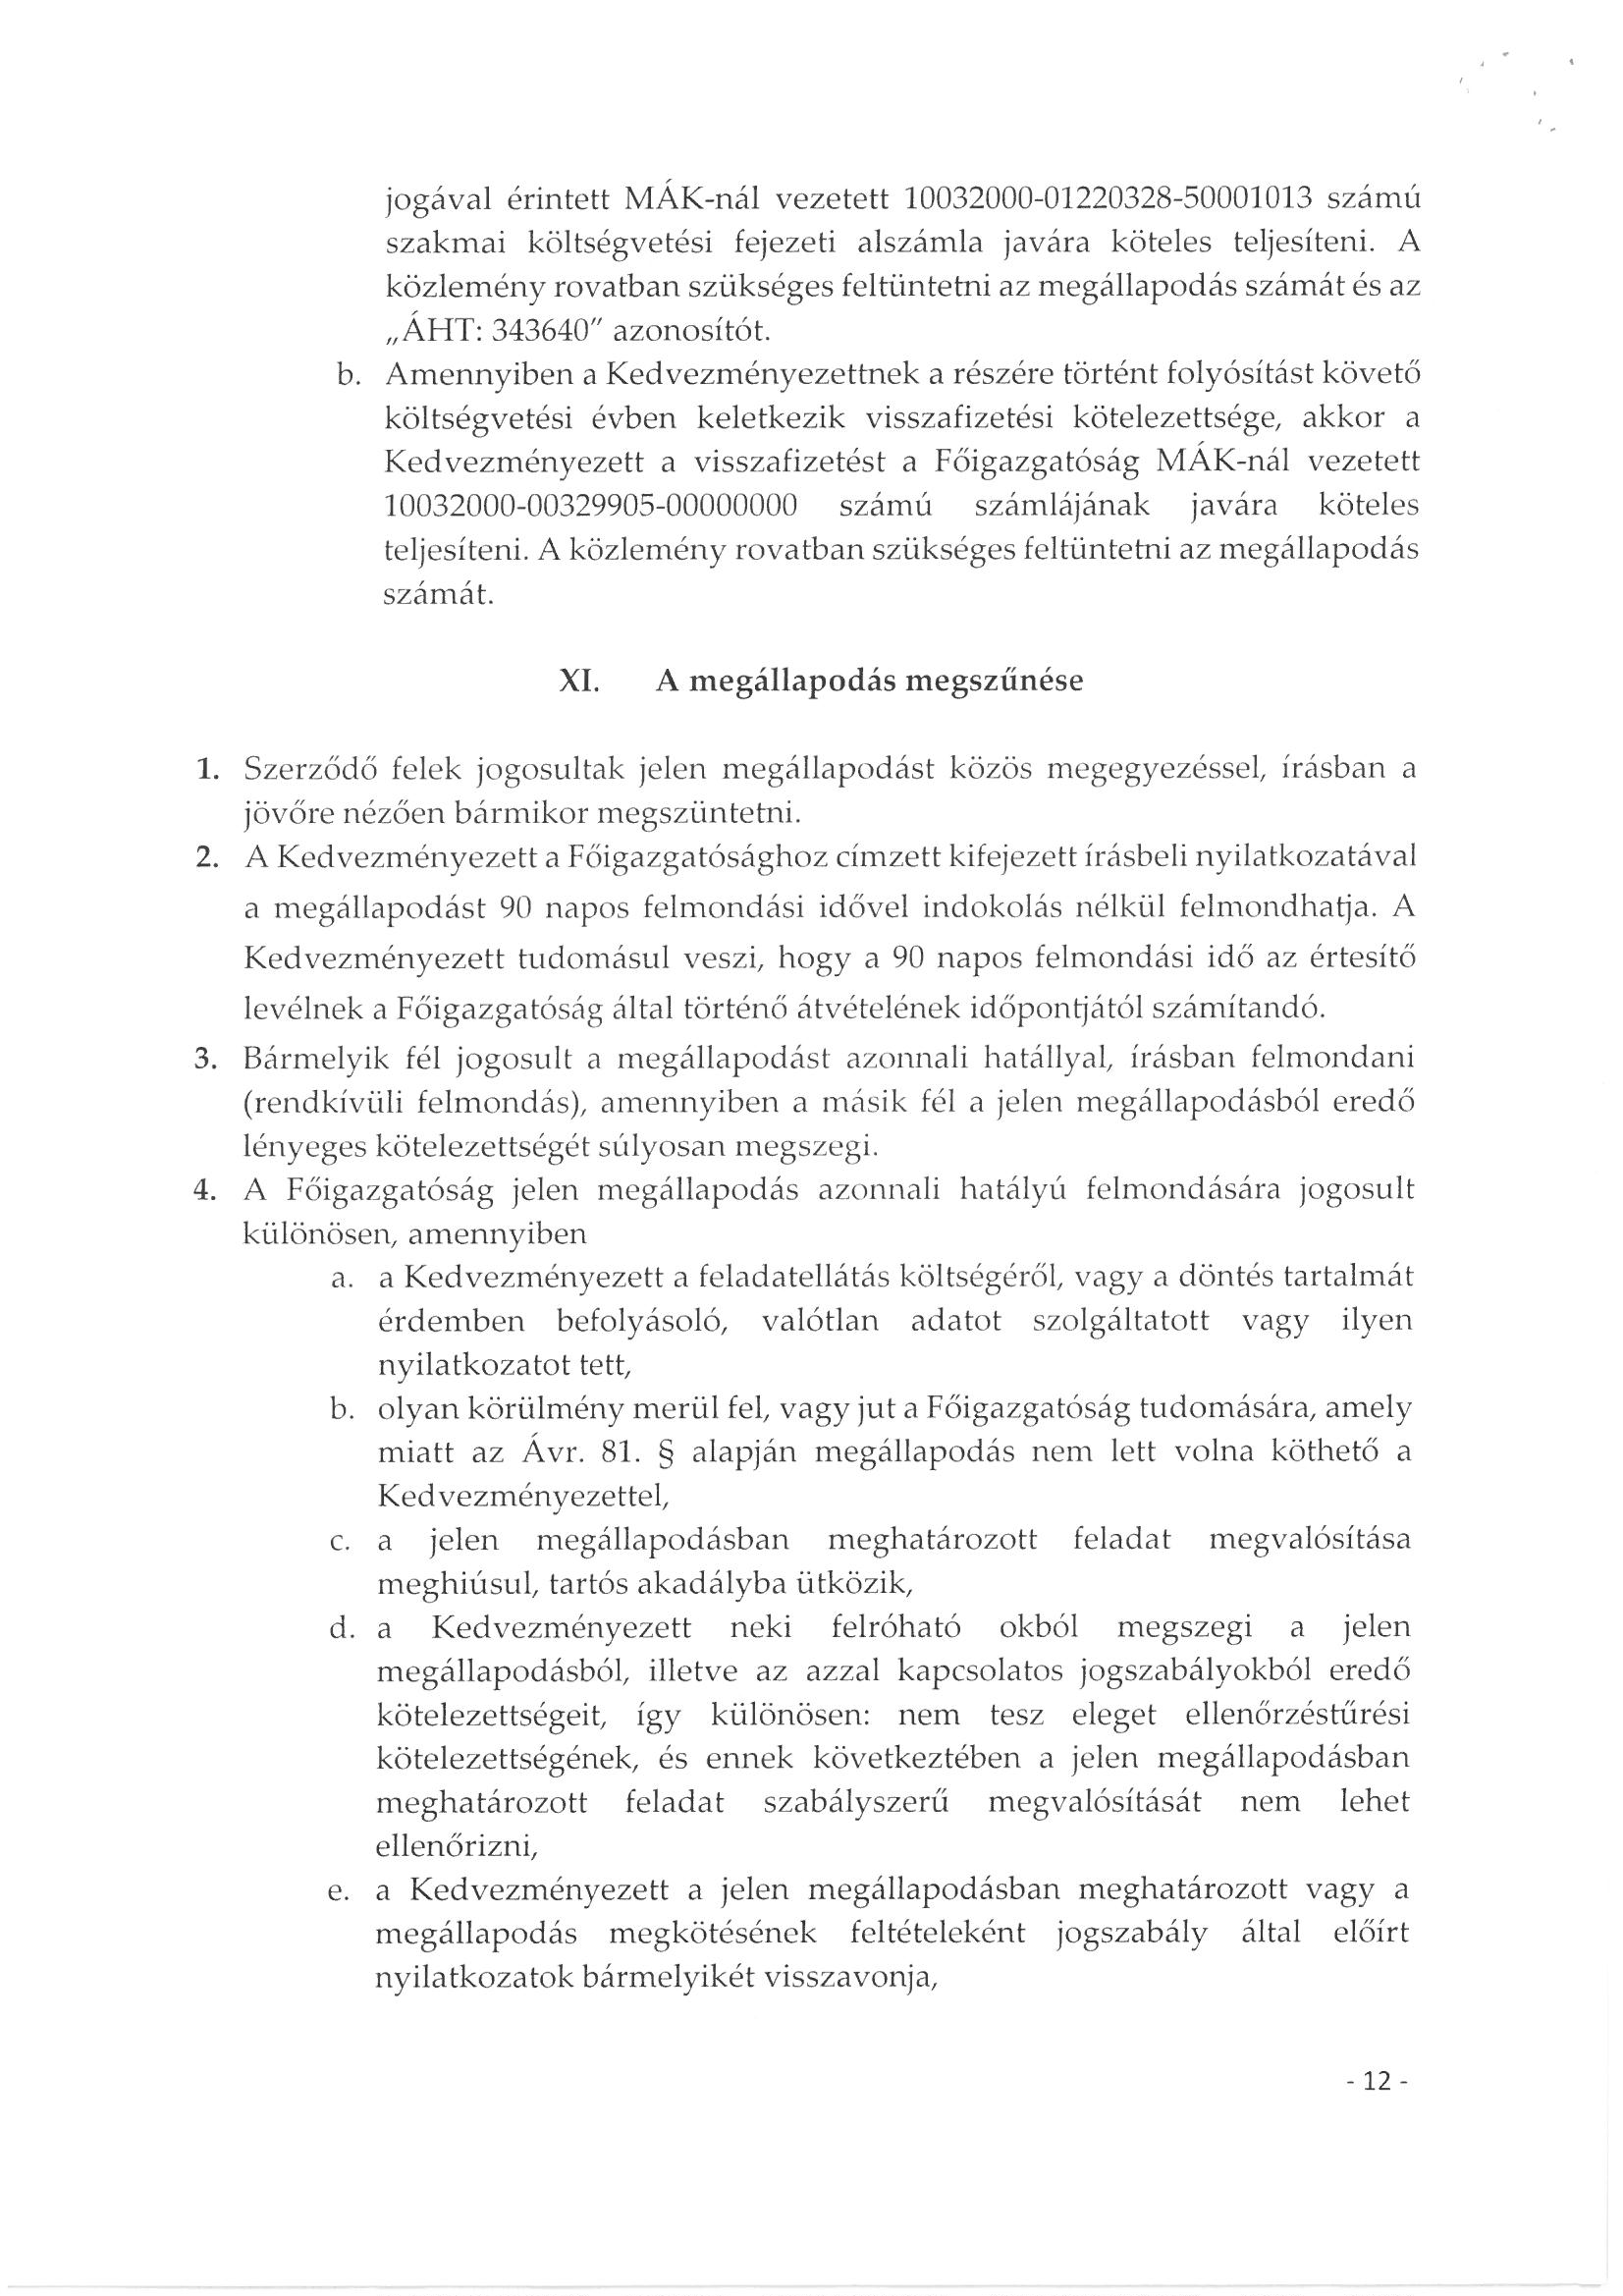 jogával érintett MÁK-nál vezetett 10032000-01220328-50001013 számú
szakmai költségvetési fejezeti alszámla javára köteles teljesíteni. A
közlemény rovatban szükséges feltüntetni az megállapodás számát és az
„ÁHT: 343640" azonosítót.
b. Amennyiben a Kedvezményezettnek a részére történt folyósítást követő
költségvetési évben keletkezik visszafizetési kötelezettsége, akkor a
Kedvezményezett a visszafizetést a Főigazgatóság MÁK-nál vezetett
10032000-00329905-00000000 számú számlájának javára köteles
teljesíteni. A közlemény rovatban szükséges feltüntetni az megállapodás
számát.
XI. A megállapodás megszűnése
1. Szerződő felek jogosultak jelen megállapodást közös megegyezéssel, írásban a
jövőre nézően bármikor megszüntetni.
2. A Kedvezményezett a Főigazgatósághoz címzett kifejezett írásbeli nyilatkozatával
a megállapodást 90 napos felmondási idővel indokolás nélkül felmondhatja. A
Kedvezményezett tudomásul veszi, hogy a 90 napos felmondási idő az értesítő
levélnek a Főigazgatóság által történő átvételének időpontjától számítandó.
3. Bármelyik fél jogosult a megállapodást azonnali hatállyal, írásban felmondani
(rendkívüli felmondás), amennyiben a másik fél a jelen megállapodásból eredő
lényeges kötelezettségét súlyosan megszegi.
4. A Főigazgatóság jelen megállapodás azonnali hatályú felmondására jogosult
különösen, amennyiben
a. a Kedvezményezett a feladatellátás költségéről, vagy a döntés tartalmát
érdemben befolyásoló, valótlan adatot szolgáltatott vagy ilyen
nyilatkozatot tett,
b. olyan körülmény merül fel, vagy jut a Főigazgatóság tudomására, amely
miatt az Ávr. 81. § alapján megállapodás nem lett volna köthető a
Kedvezményezettel,
c. a jelen megállapodásban meghatározott feladat megvalósítása
meghiúsul, tartós akadályba ütközik,
d. a Kedvezményezett neki felróható okból megszegi a jelen
megállapodásból, illetve az azzal kapcsolatos jogszabályokból eredő
kötelezettségeit, így különösen: nem tesz eleget ellenőrzéstűrési
kötelezettségének, és ennek következtében a jelen megállapodásban
meghatározott feladat szabályszerű megvalósítását nem lehet
ellenőrizni,
e. a Kedvezményezett a jelen megállapodásban meghatározott vagy a
megállapodás megkötésének feltételeként jogszabály által előírt
nyilatkozatok bármelyikét visszavonja,
- 12 -